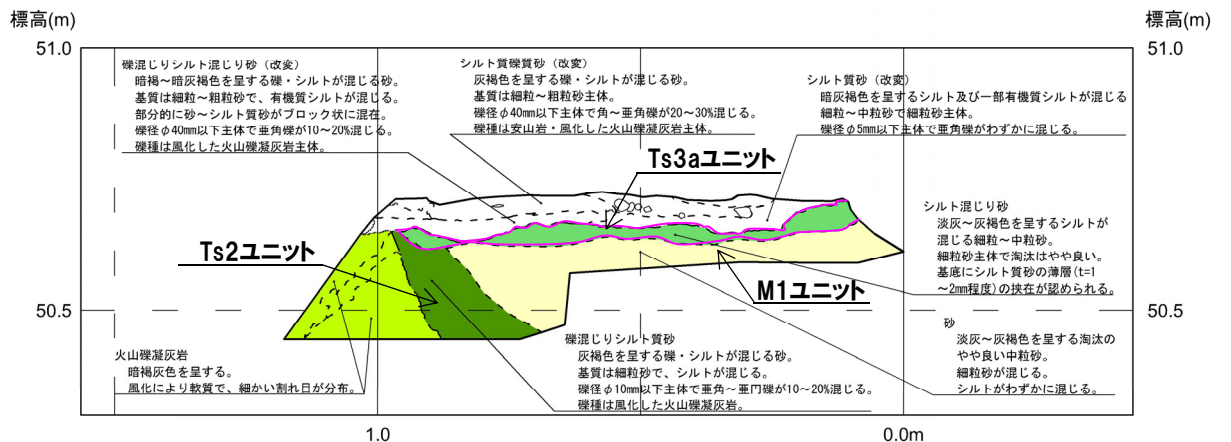 標高(m)
標高(m)
51.0
51.0
礫混じりシルト混じり砂（改変）
暗褐～暗灰褐色を呈する礫・シルトが混じる砂。
基質は細粒～粗粒砂で、有機質シルトが混じる。
部分的に砂～シルト質砂がブロック状に混在。
礫径φ40mm以下主体で亜角礫が10～20%混じる。
礫種は風化した火山礫凝灰岩主体。
シルト質礫質砂（改変）
灰褐色を呈する礫・シルトが混じる砂。
基質は細粒～粗粒砂主体。
礫径φ40mm以下主体で角～亜角礫が20～30%混じる。
礫種は安山岩・風化した火山礫凝灰岩主体。
シルト質砂（改変）
暗灰褐色を呈するシルト及び一部有機質シルトが混じる
細粒～中粒砂で細粒砂主体。
礫径φ5mm以下主体で亜角礫がわずかに混じる。
Ts3aユニット
シルト混じり砂
淡灰～灰褐色を呈するシルトが
混じる細粒～中粒砂。
細粒砂主体で淘汰はやや良い。
基底にシルト質砂の薄層(t=1
～2mm程度)の挟在が認められる。
Ts2ユニット
M1ユニット
50.5
50.5
火山礫凝灰岩
暗褐灰色を呈する。
風化により軟質で、細かい割れ目が分布。
礫混じりシルト質砂
灰褐色を呈する礫・シルトが混じる砂。
基質は細粒砂で、シルトが混じる。
礫径φ10mm以下主体で亜角～亜円礫が10～20%混じる。
礫種は風化した火山礫凝灰岩。
砂
淡灰～灰褐色を呈する淘汰の
やや良い中粒砂。
細粒砂が混じる。
シルトがわずかに混じる。
1.0
0.0m